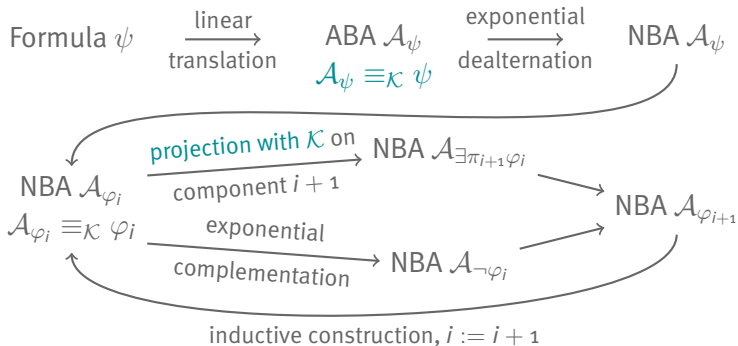 Formula ψ
linear
translation
ABA 𝒜_ψ
𝒜_ψ ≡_𝒦 ψ
exponential
dealternation
NBA 𝒜_ψ
projection with 𝒦 on
component i + 1
NBA 𝒜_{∃π_{i+1}φ_i}
NBA 𝒜_{φ_i}
𝒜_{φ_i} ≡_𝒦 φ_i
NBA 𝒜_{φ_{i+1}}
exponential
complementation
NBA 𝒜_{¬φ_i}
inductive construction, i := i + 1